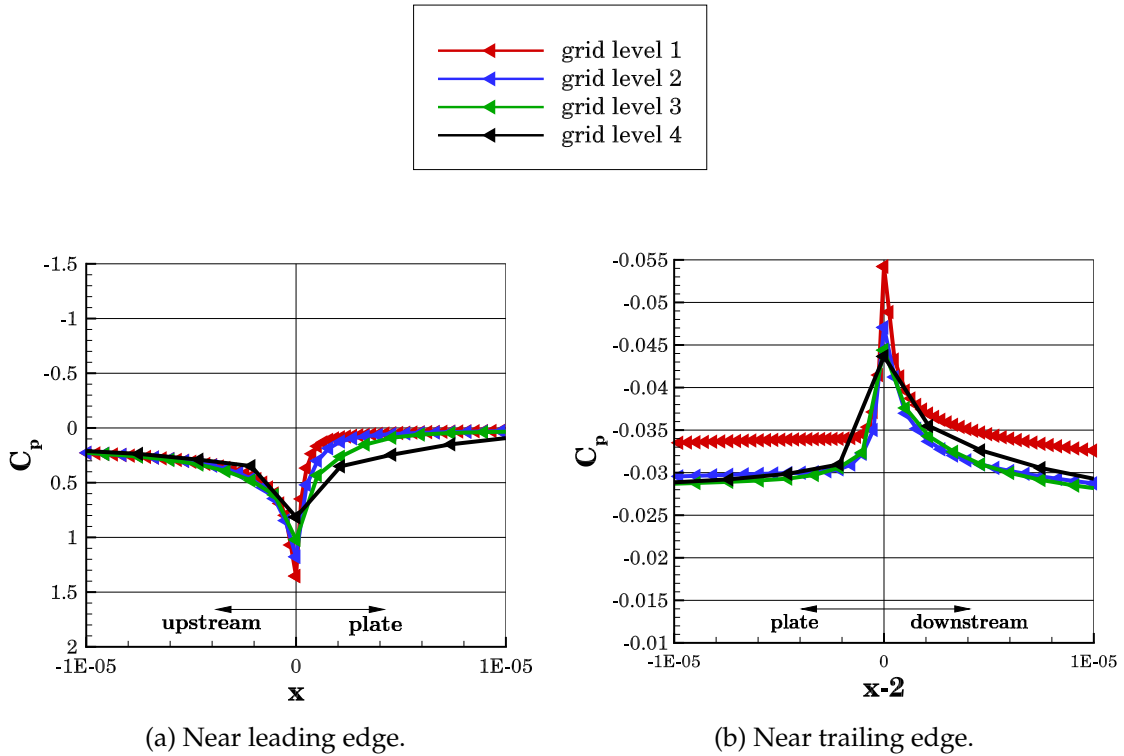 grid level 1
grid level 2
grid level 3
grid level 4
-1.5
-1
-0.5
0
0.5
1
1.5
2
Cp
upstream
plate
-1E-05
0
1E-05
x
(a) Near leading edge.
-0.055
-0.05
-0.045
-0.04
-0.035
-0.03
-0.025
-0.02
-0.015
-0.01
Cp
plate
downstream
-1E-05
0
1E-05
x-2
(b) Near trailing edge.